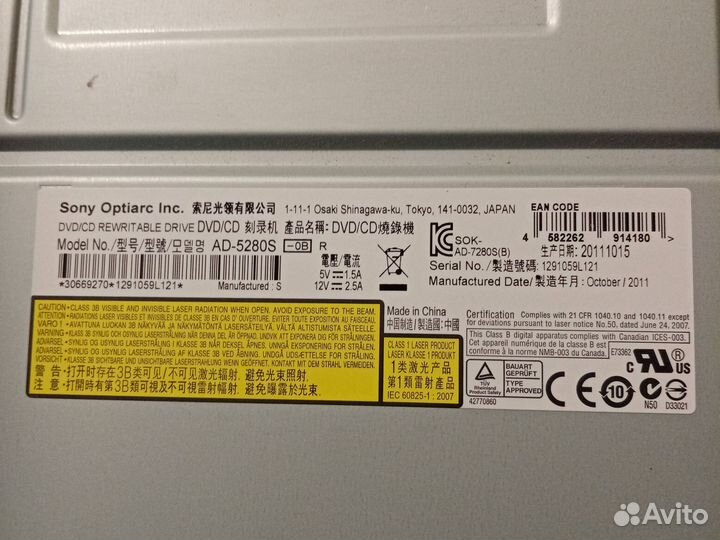 Sony Optiarc Inc. 索尼光领有限公司 1-11-1 Osaki Shinagawa-ku, Tokyo, 141-0032, JAPAN
EAN CODE
4 582262 914180 >
DVD/CD REWRITABLE DRIVE DVD/CD 刻录机 產品名稱: DVD/CD燒錄機
Model No./型号/型號/모델명 AD-5280S -0B R
SOK-
AD-7280S(B)
生产日期 20111015
*30669270*1291059L121*
Manufactured : S
電壓/電流
5V ⎓ 1.5A
12V ⎓ 2.5A
Serial No./製造號碼: 1291059L121
Manufactured Date/製造年月: October / 2011
CAUTION •CLASS 3B VISIBLE AND INVISIBLE LASER RADIATION WHEN OPEN. AVOID EXPOSURE TO THE BEAM.
警告 •打开时存在3B类可见/不可见激光辐射. 避免光束照射.
注意 •打開時有第3B類可視及不可視雷射幅射. 避免曝露於光束.
Made in China
中国制造/製造國:中國
CLASS 1 LASER PRODUCT
LASER KLASSE 1 PRODUKT
1类激光产品
第1類雷射產品
IEC 60825-1 : 2007
Certification Complies with 21 CFR 1040.10 and 1040.11 except
for deviations pursuant to laser notice No.50, dated June 24, 2007.
This Class B digital apparatus complies with Canadian ICES-003.
Cet appareil numérique de la classe B est
conforme à la norme NMB-003 du Canada.
E73362
TÜV
Rheinland
Product Safety
BAUART
GEPRÜFT
TYPE
APPROVED
42770860
CE
10
N50
c RU us
D33021
Avito